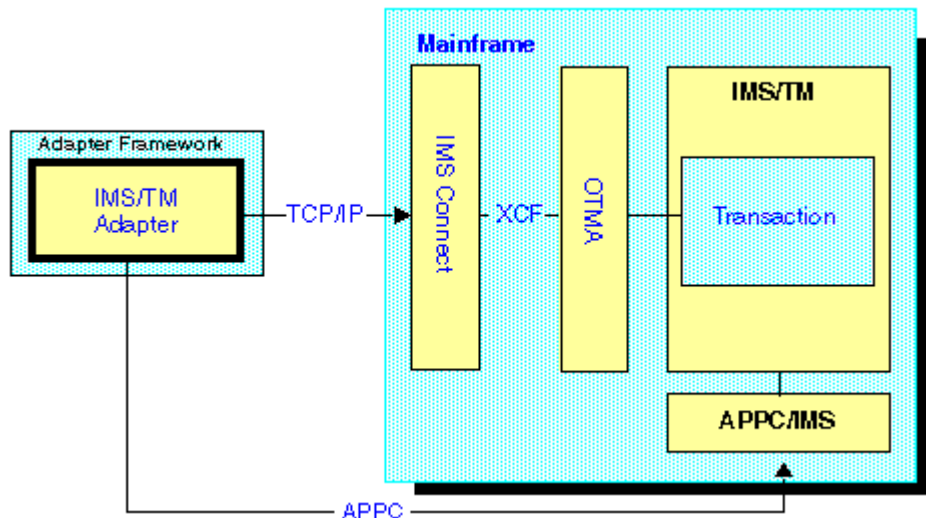 Mainframe
Adapter Framework
IMS/TM
Adapter
TCP/IP
IMS Connect
XCF
OTMA
IMS/TM
Transaction
APPC/IMS
APPC